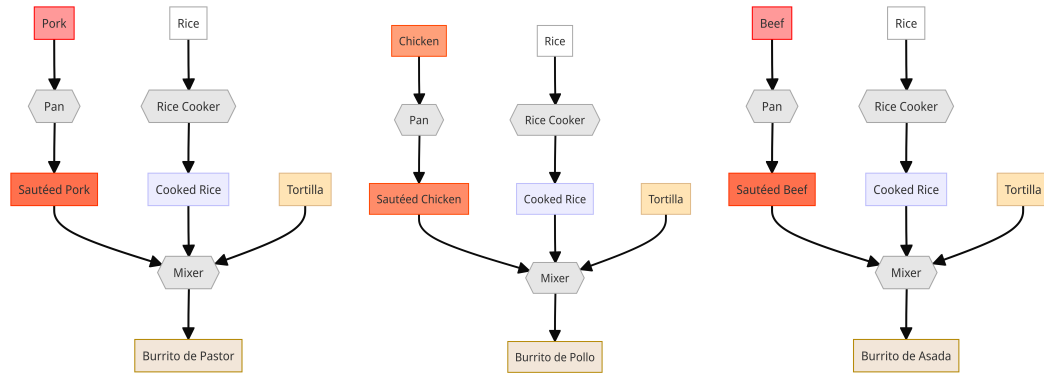 Pork
Rice
Pan
Rice Cooker
Sautéed Pork
Cooked Rice
Tortilla
Mixer
Burrito de Pastor
Chicken
Rice
Pan
Rice Cooker
Sautéed Chicken
Cooked Rice
Tortilla
Mixer
Burrito de Pollo
Beef
Rice
Pan
Rice Cooker
Sautéed Beef
Cooked Rice
Tortilla
Mixer
Burrito de Asada